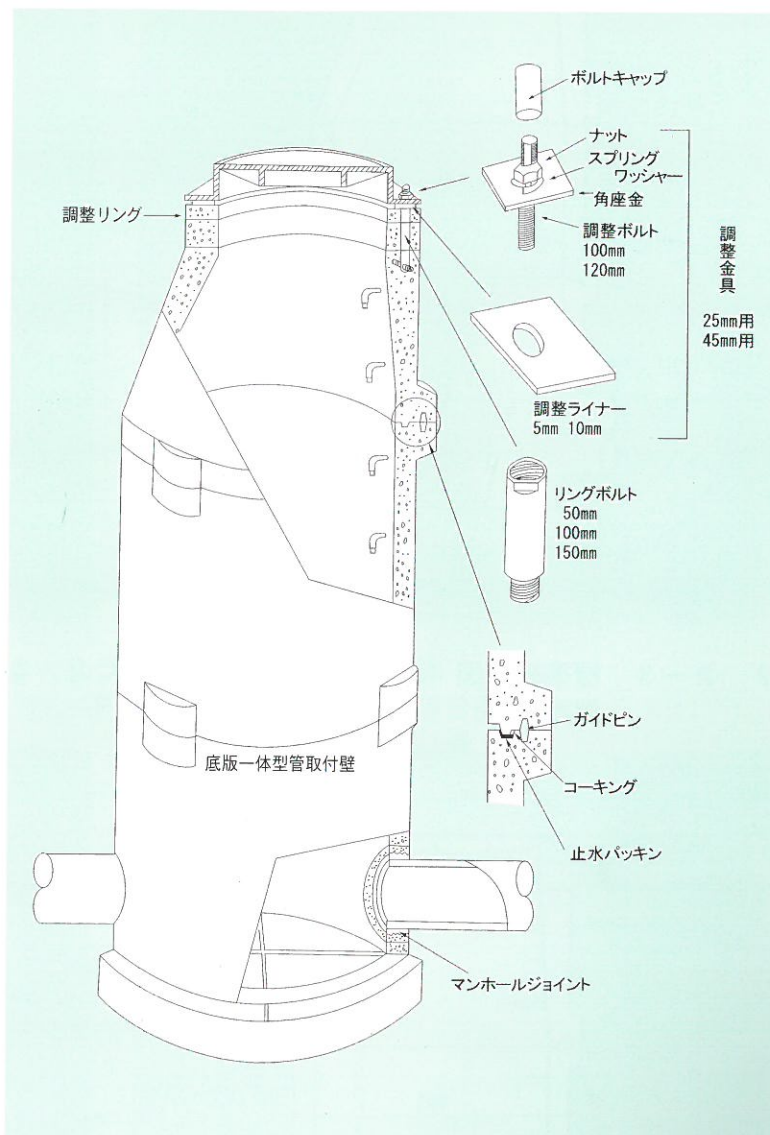 ボルトキャップ
ナット
スプリング
ワッシャー
角座金
調整リング
調整ボルト
100mm
120mm
調整金具
25mm用
45mm用
調整ライナー
5mm 10mm
リングボルト
50mm
100mm
150mm
ガイドピン
底版一体型管取付壁
コーキング
止水パッキン
マンホールジョイント